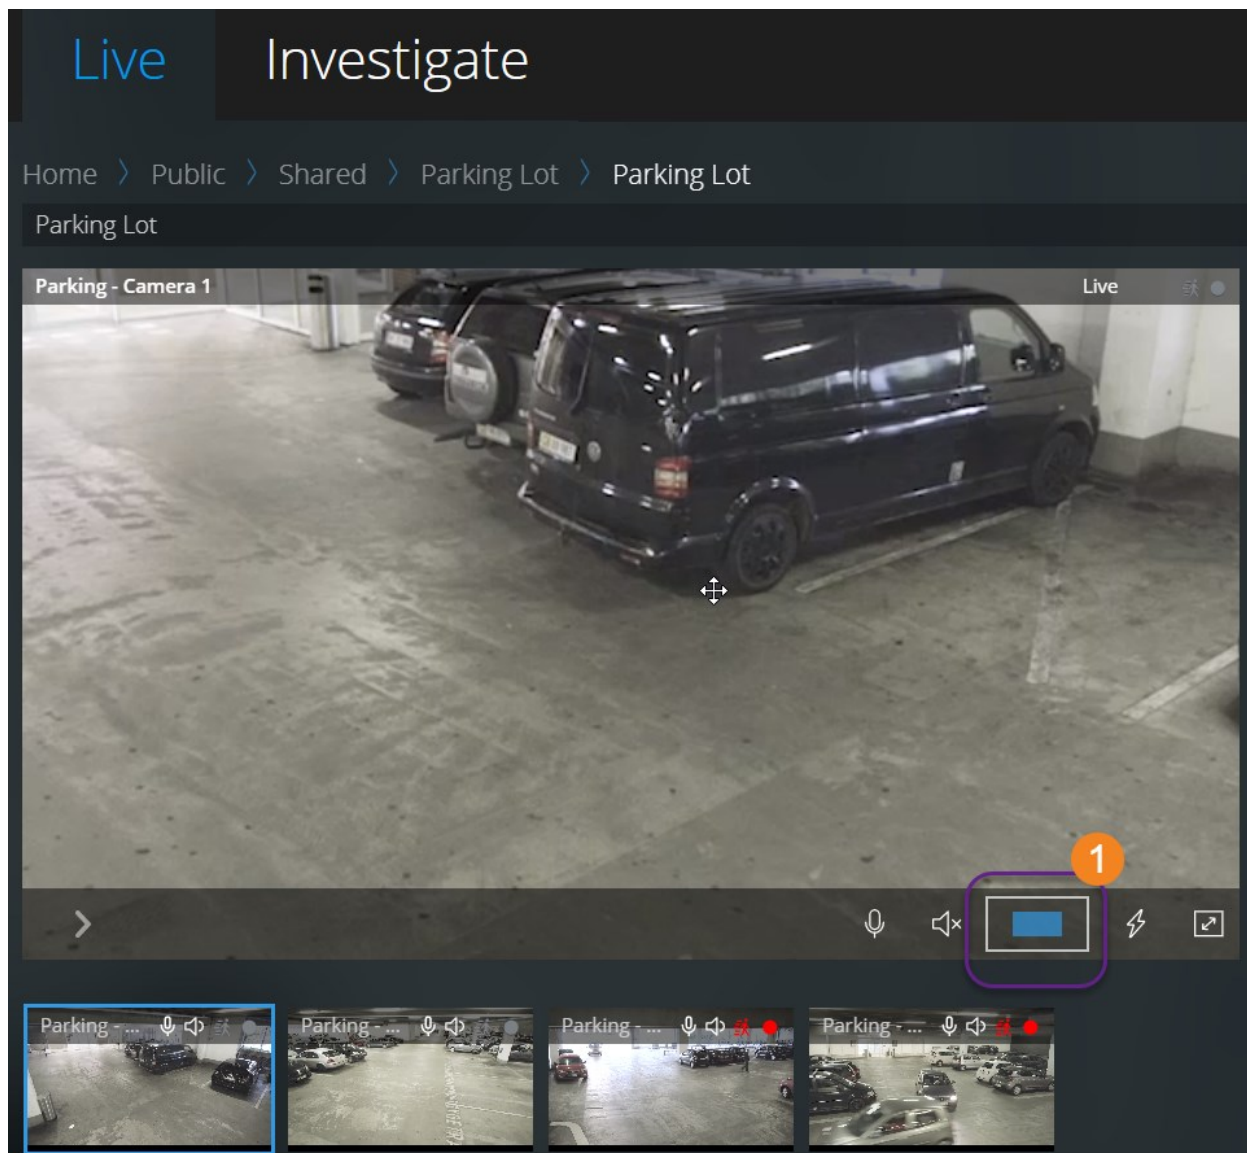 Live Investigate
Home > Public > Shared > Parking Lot > Parking Lot
Parking Lot
Parking - Camera 1 Live
1
Parking - ... Parking - ... Parking - ... Parking - ...